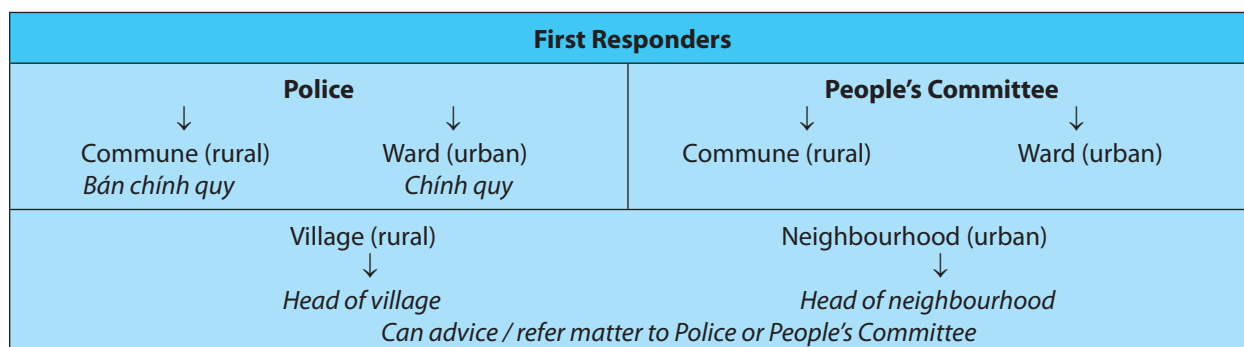 First Responders
Police
People's Committee
↓ ↓ ↓ ↓
Commune (rural) Ward (urban) Commune (rural) Ward (urban)
Bán chính quy Chính quy
Village (rural) Neighbourhood (urban)
↓ ↓
Head of village Head of neighbourhood
Can advice / refer matter to Police or People's Committee